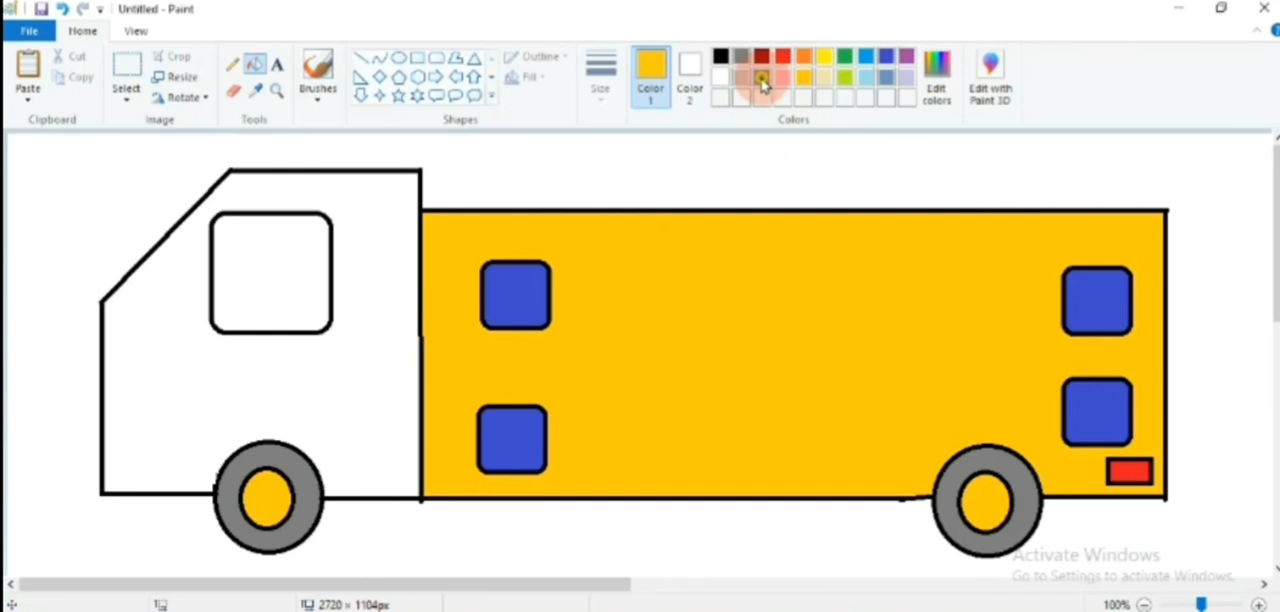 Untitled - Paint
File Home View
Paste
Cut
Copy
Clipboard
Select
Crop
Resize
Rotate
Image
A
Tools
Brushes
Shapes
Outline
Fill
Size
Color 1
Color 2
Colors
Edit colors
Edit with Paint 3D
Activate Windows
Go to Settings to activate Windows.
2720 × 1104px
100%